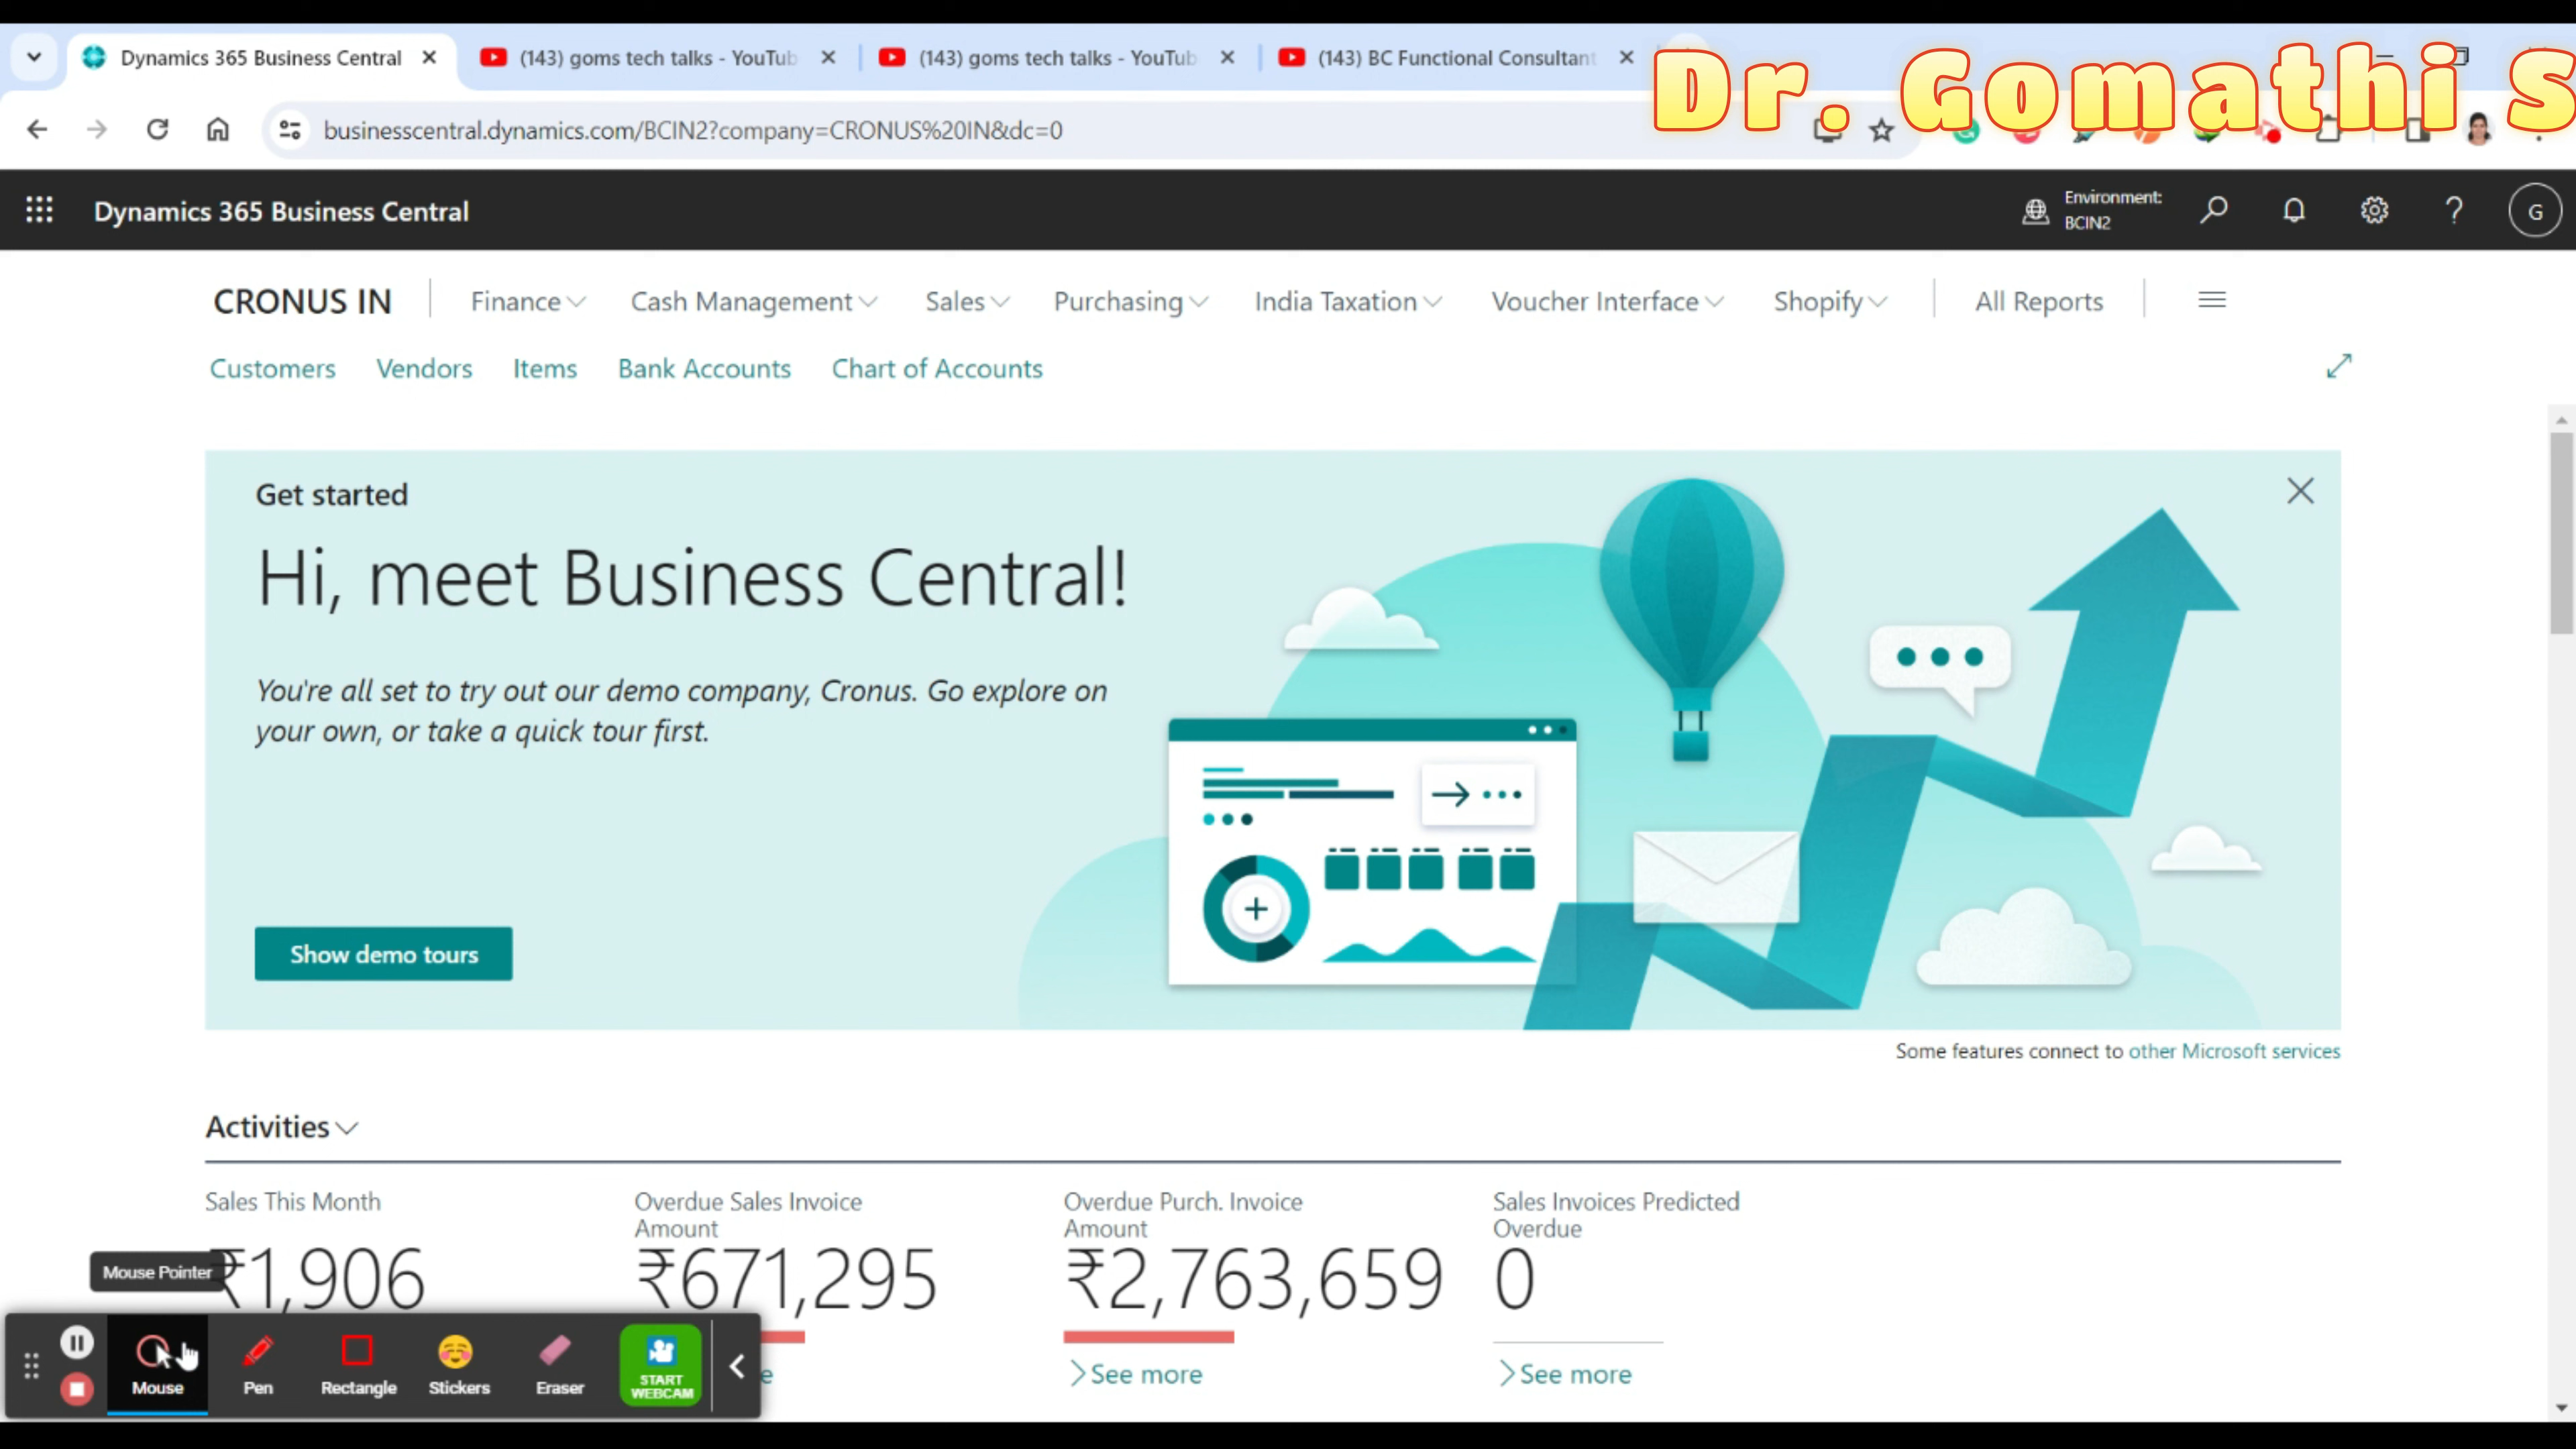 Dynamics 365 Business Central
(143) goms tech talks - YouTub
(143) goms tech talks - YouTub
(143) BC Functional Consultant
Dr. Gomathi S
businesscentral.dynamics.com/BCIN2?company=CRONUS%20IN&dc=0
Dynamics 365 Business Central
Environment:
BCIN2
G
CRONUS IN
Finance
Cash Management
Sales
Purchasing
India Taxation
Voucher Interface
Shopify
All Reports
Customers
Vendors
Items
Bank Accounts
Chart of Accounts
Get started
Hi, meet Business Central!
You're all set to try out our demo company, Cronus. Go explore on
your own, or take a quick tour first.
Show demo tours
Some features connect to other Microsoft services
Activities
Sales This Month
₹1,906
Overdue Sales Invoice
Amount
₹671,295
Overdue Purch. Invoice
Amount
₹2,763,659
See more
Sales Invoices Predicted
Overdue
0
See more
Mouse Pointer
Mouse
Pen
Rectangle
Stickers
Eraser
START
WEBCAM